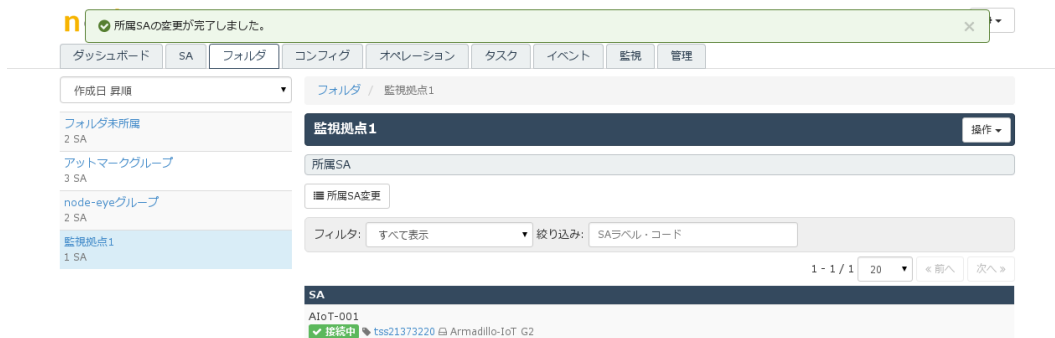 所属SAの変更が完了しました。 ×
ダッシュボード SA フォルダ コンフィグ オペレーション タスク イベント 監視 管理
作成日 昇順
フォルダ未所属
2 SA
アットマークグループ
3 SA
node-eyeグループ
2 SA
監視拠点1
1 SA
フォルダ / 監視拠点1
監視拠点1 操作
所属SA
所属SA変更
フィルタ: すべて表示 絞り込み: SAラベル・コード
1 - 1 / 1 20 «前へ 次へ»
SA
AIoT-001
接続中 tss21373220 Armadillo-IoT G2